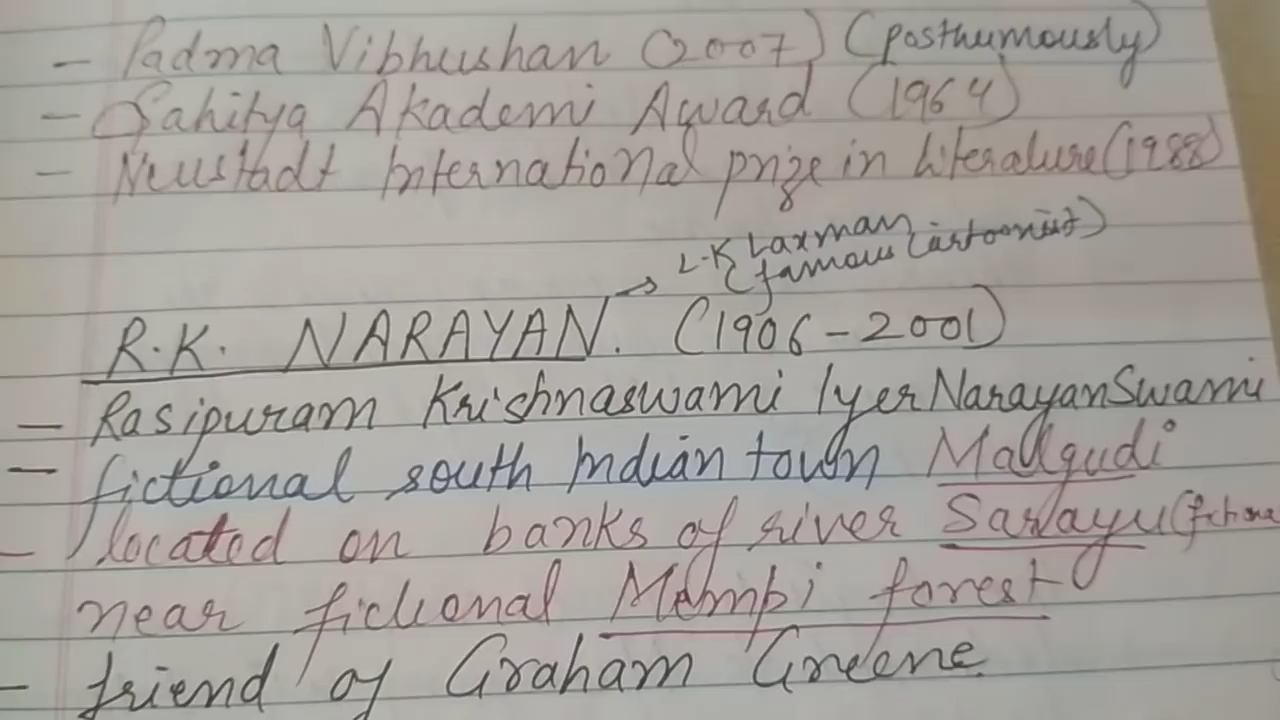 - Padma Vibhushan (2007) (posthumously)
- Sahitya Akademi Award (1964)
- Neustadt International prize in literature (1988)
→ L.K Laxman
(famous Cartoonist)
R.K. NARAYAN. (1906-2001)
- Rasipuram Krishnaswami Iyer NarayanSwami
- fictional south Indian town Malgudi
- located on banks of river Sarayu (fictional
near fictional Mempi forest
- friend of Graham Greene